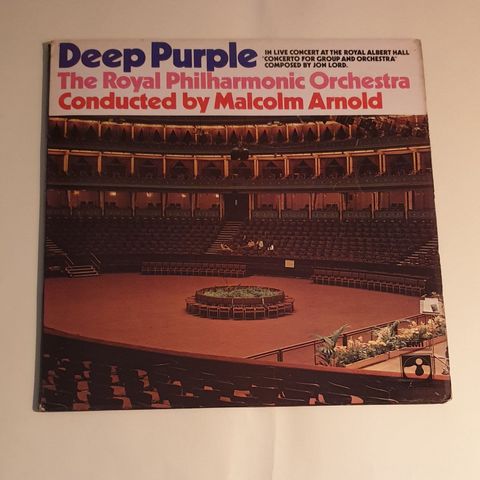 Deep Purple
IN LIVE CONCERT AT THE ROYAL ALBERT HALL
"CONCERTO FOR GROUP AND ORCHESTRA"
COMPOSED BY JON LORD.
The Royal Philharmonic Orchestra
Conducted by Malcolm Arnold